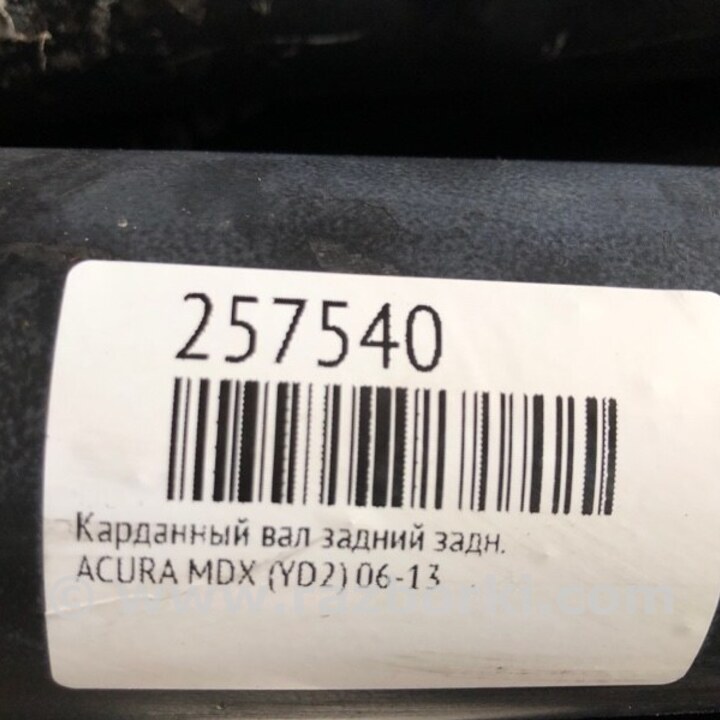 257540
Карданный вал задний задн.
ACURA MDX (YD2) 06-13